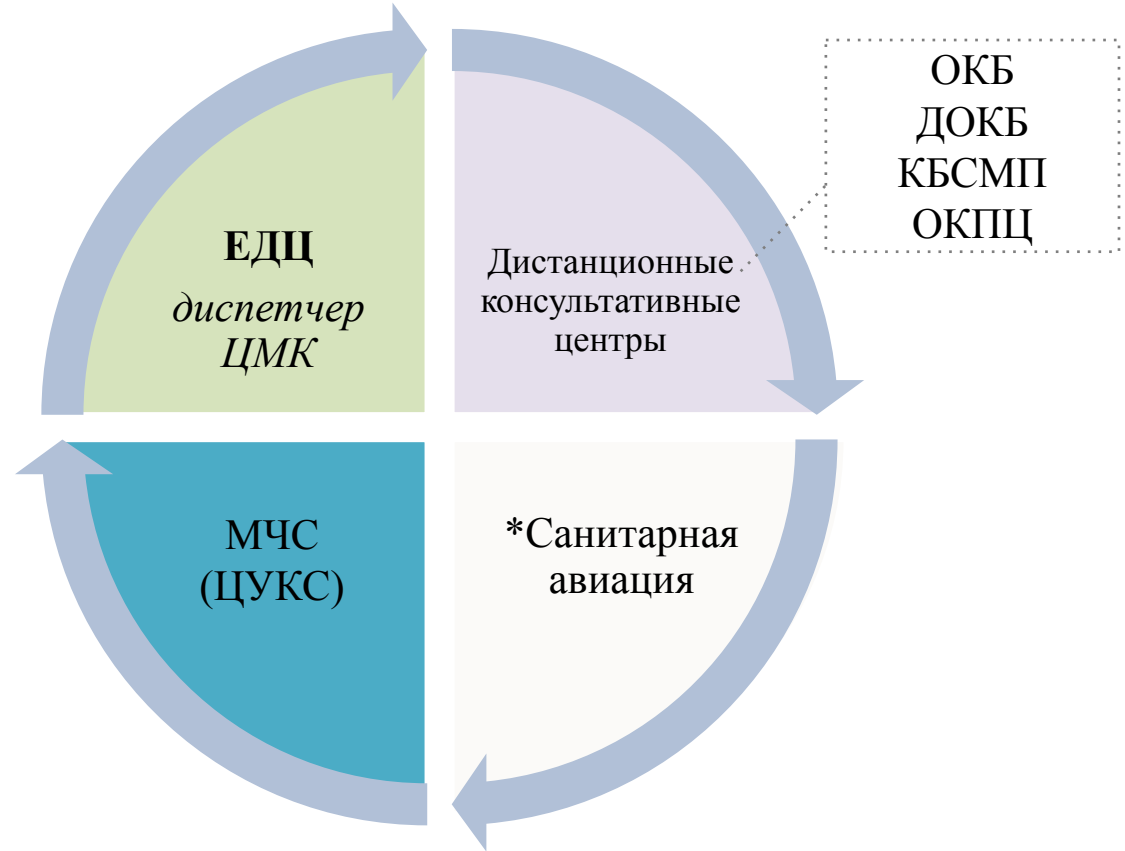 ЕДЦ
диспетчер
ЦМК
Дистанционные
консультативные
центры
ОКБ
ДОКБ
КБСМП
ОКПЦ
МЧС
(ЦУКС)
*Санитарная
авиация